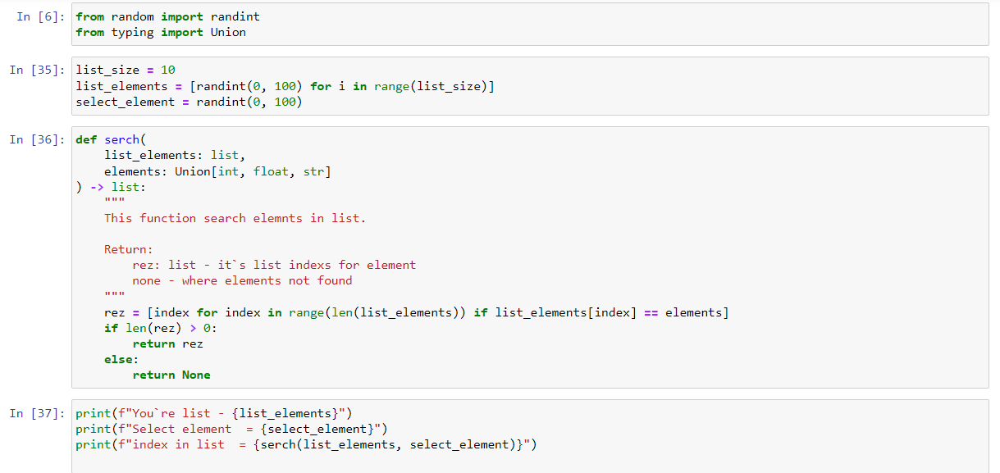 In [6]: from random import randint
from typing import Union
In [35]: list_size = 10
list_elements = [randint(0, 100) for i in range(list_size)]
select_element = randint(0, 100)
In [36]: def serch(
    list_elements: list,
    elements: Union[int, float, str]
) -> list:
    """
    This function search elemnts in list.
    Return:
        rez: list - it`s list indexs for element
        none - where elements not found
    """
    rez = [index for index in range(len(list_elements)) if list_elements[index] == elements]
    if len(rez) > 0:
        return rez
    else:
        return None
In [37]: print(f"You`re list - {list_elements}")
print(f"Select element  = {select_element}")
print(f"index in list  = {serch(list_elements, select_element)}")